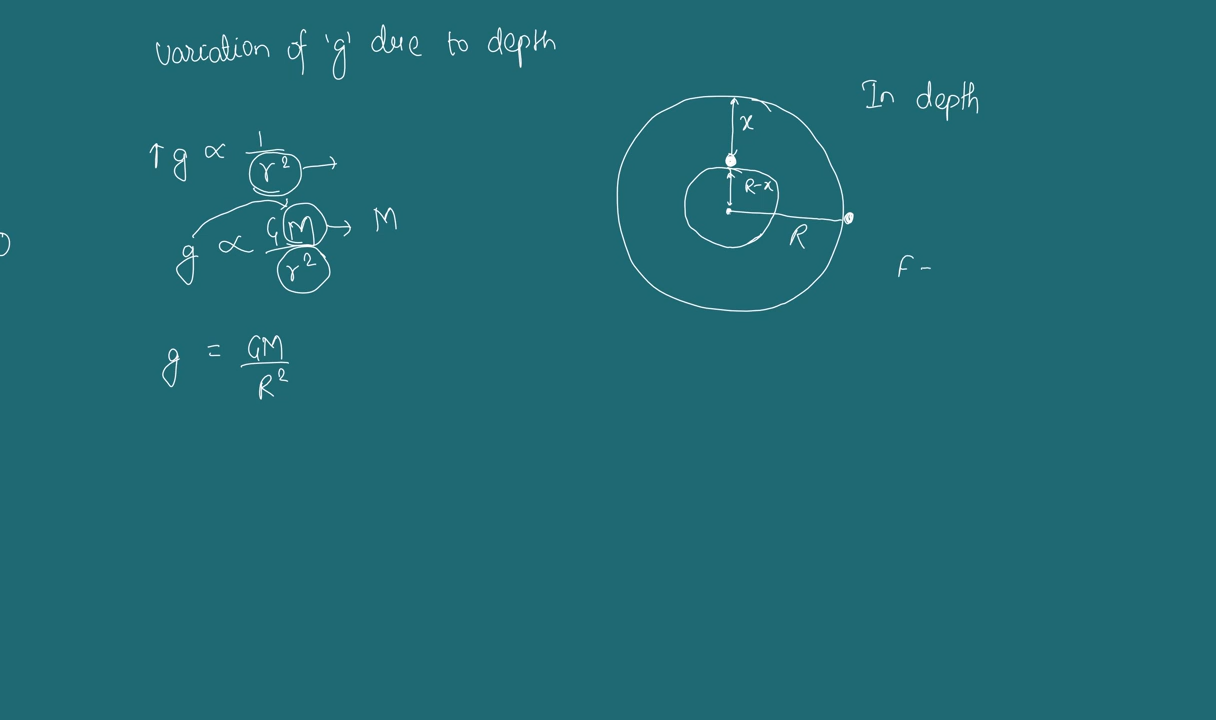 variation of 'g' due to depth
In depth
↑ g ∝ 1/r² →
g ∝ GM/r² → M
x
R-x
R
F -
g = GM/R²